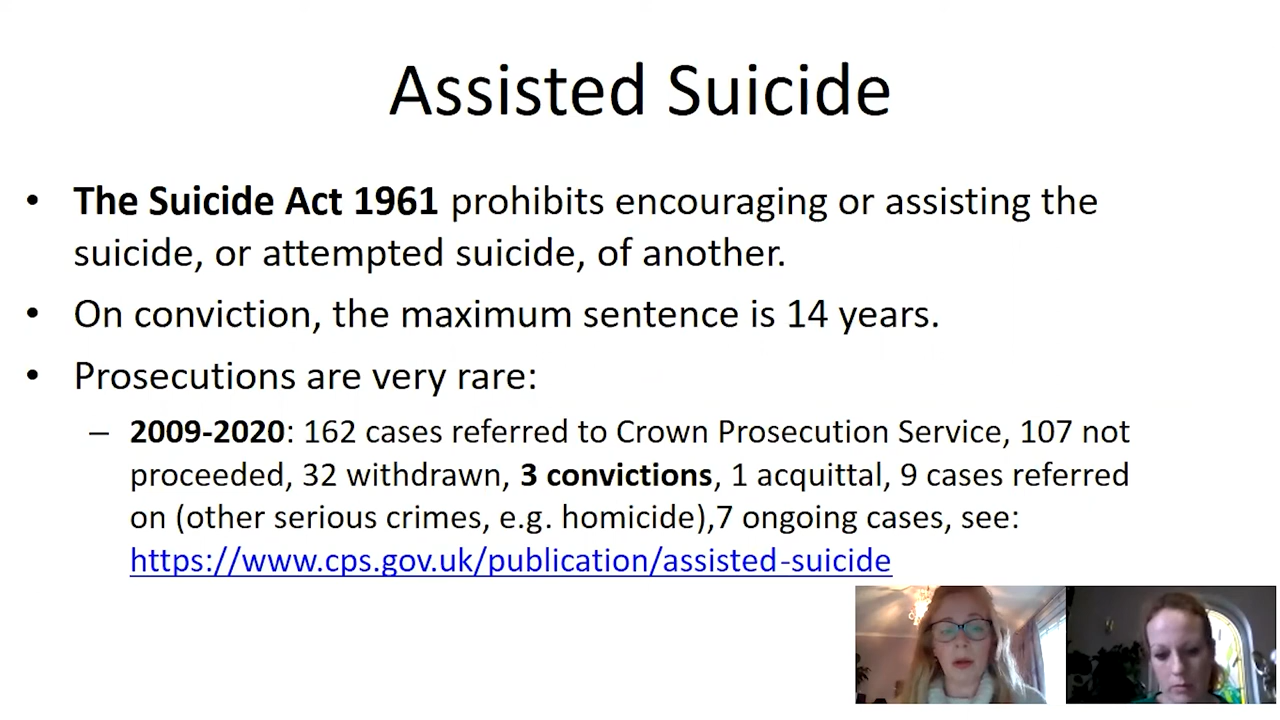 Assisted Suicide
• The Suicide Act 1961 prohibits encouraging or assisting the
suicide, or attempted suicide, of another.
• On conviction, the maximum sentence is 14 years.
• Prosecutions are very rare:
– 2009-2020: 162 cases referred to Crown Prosecution Service, 107 not
proceeded, 32 withdrawn, 3 convictions, 1 acquittal, 9 cases referred
on (other serious crimes, e.g. homicide),7 ongoing cases, see:
https://www.cps.gov.uk/publication/assisted-suicide